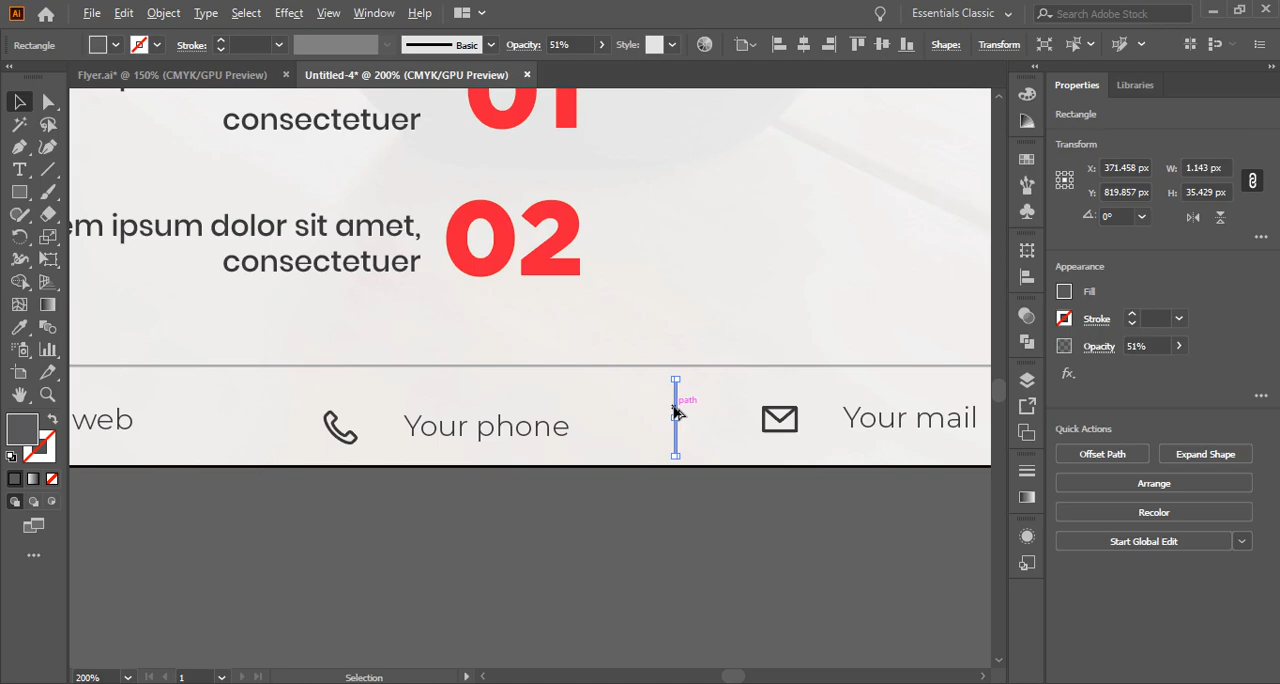 Ai File Edit Object Type Select Effect View Window Help Essentials Classic Search Adobe Stock
Rectangle Stroke: Basic Opacity: 51% Style: Shape: Transform
Flyer.ai* @ 150% (CMYK/GPU Preview) × Untitled-4* @ 200% (CMYK/GPU Preview) ×
Properties Libraries
Rectangle
Transform
X: 371.458 px W: 1.143 px
Y: 819.857 px H: 35.429 px
0°
Appearance
Fill
Stroke
Opacity 51%
fx.
Quick Actions
Offset Path Expand Shape
Arrange
Recolor
Start Global Edit
01
consectetuer
em ipsum dolor sit amet,
consectetuer
02
path
web Your phone Your mail
200% 1 Selection